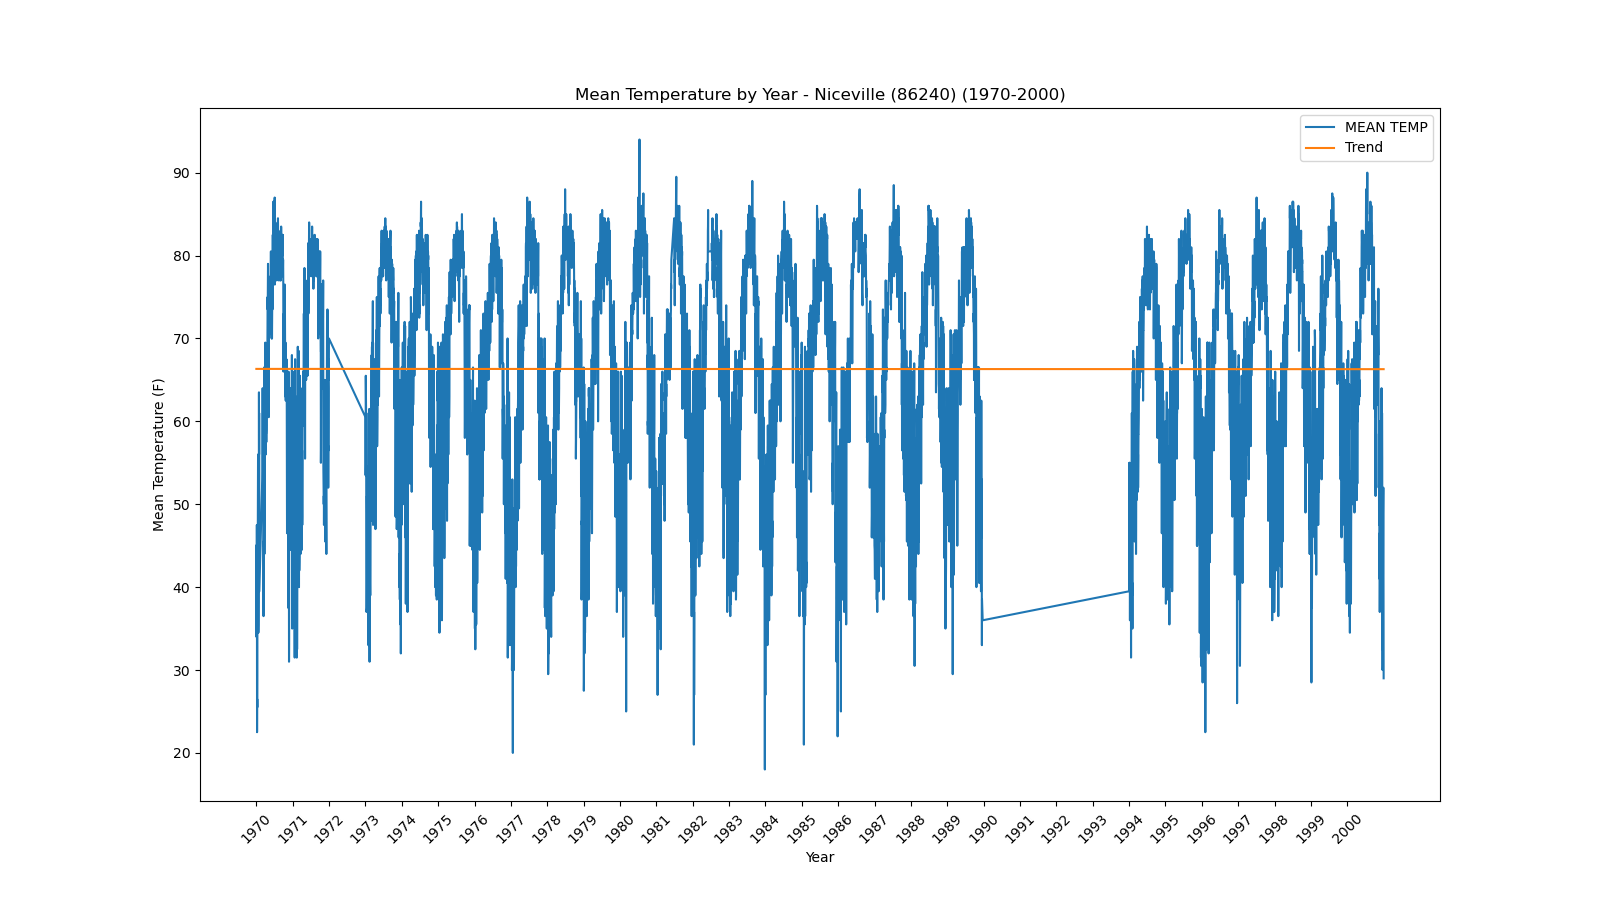 Mean Temperature by Year - Niceville (86240) (1970-2000)
MEAN TEMP
Trend
90
80
70
60
50
40
30
20
Mean Temperature (F)
1970 1971 1972 1973 1974 1975 1976 1977 1978 1979 1980 1981 1982 1983 1984 1985 1986 1987 1988 1989 1990 1991 1992 1993 1994 1995 1996 1997 1998 1999 2000
Year